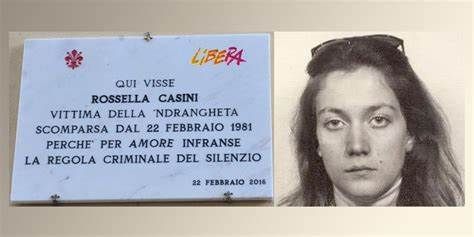 LIBERA
QUI VISSE
ROSSELLA CASINI
VITTIMA DELLA 'NDRANGHETA
SCOMPARSA DAL 22 FEBBRAIO 1981
PERCHE' PER AMORE INFRANSE
LA REGOLA CRIMINALE DEL SILENZIO
22 FEBBRAIO 2016